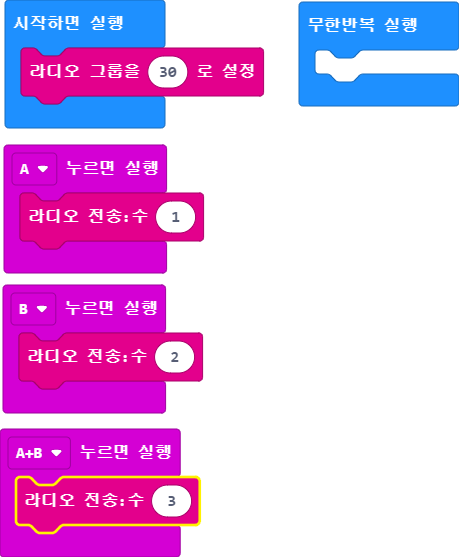 시작하면 실행
라디오 그룹을 30 로 설정
무한반복 실행
A 누르면 실행
라디오 전송:수 1
B 누르면 실행
라디오 전송:수 2
A+B 누르면 실행
라디오 전송:수 3